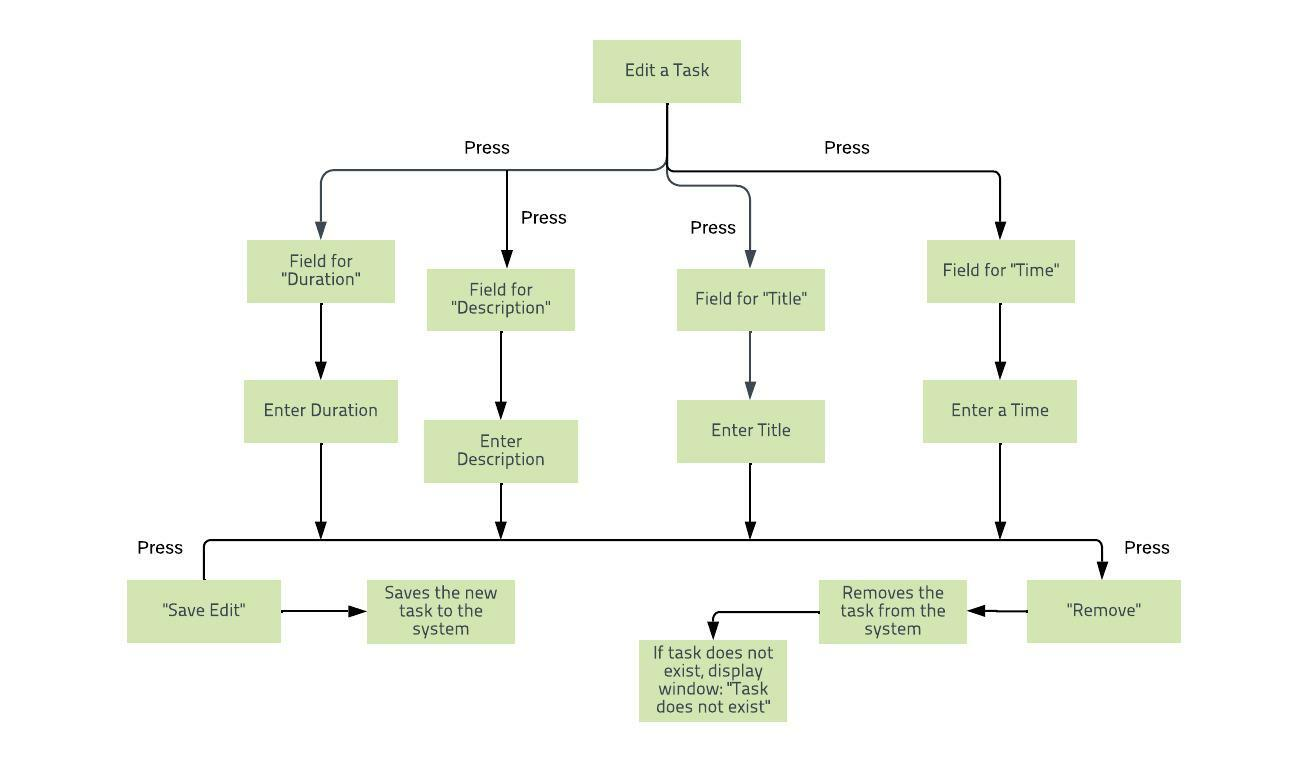 Edit a Task
Press
Press
Press
Press
Field for
"Duration"
Field for
"Description"
Field for "Title"
Field for "Time"
Enter Duration
Enter
Description
Enter Title
Enter a Time
Press
Press
"Save Edit"
Saves the new
task to the
system
Removes the
task from the
system
"Remove"
If task does not
exist, display
window: "Task
does not exist"